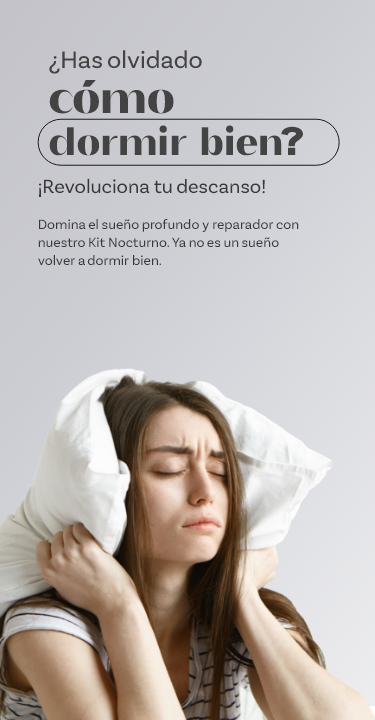 ¿Has olvidado
cómo
dormir bien?
¡Revoluciona tu descanso!
Domina el sueño profundo y reparador con
nuestro Kit Nocturno. Ya no es un sueño
volver a dormir bien.